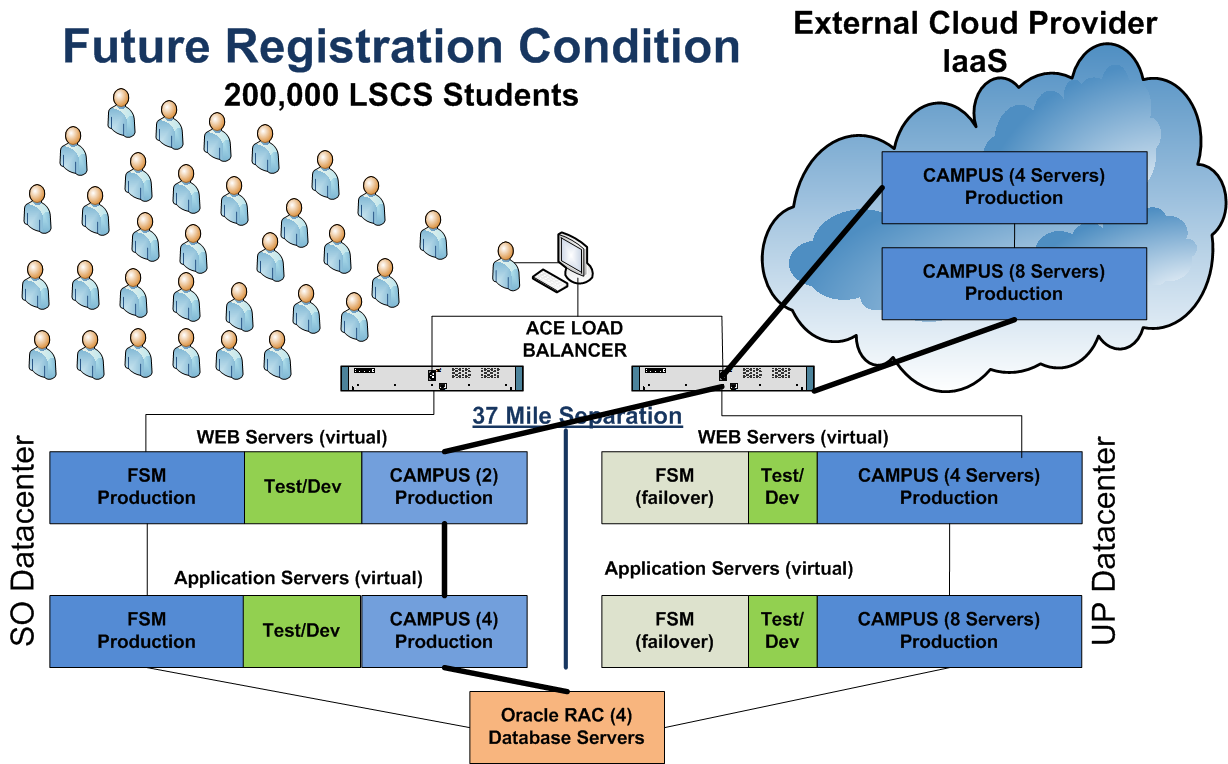 Future Registration Condition
200,000 LSCS Students
External Cloud Provider
IaaS
CAMPUS (4 Servers)
Production
CAMPUS (8 Servers)
Production
ACE LOAD
BALANCER
37 Mile Separation
SO Datacenter
WEB Servers (virtual)
FSM
Production
Test/Dev
CAMPUS (2)
Production
Application Servers (virtual)
FSM
Production
Test/Dev
CAMPUS (4)
Production
WEB Servers (virtual)
FSM
(failover)
Test/
Dev
CAMPUS (4 Servers)
Production
Application Servers (virtual)
FSM
(failover)
Test/
Dev
CAMPUS (8 Servers)
Production
UP Datacenter
Oracle RAC (4)
Database Servers